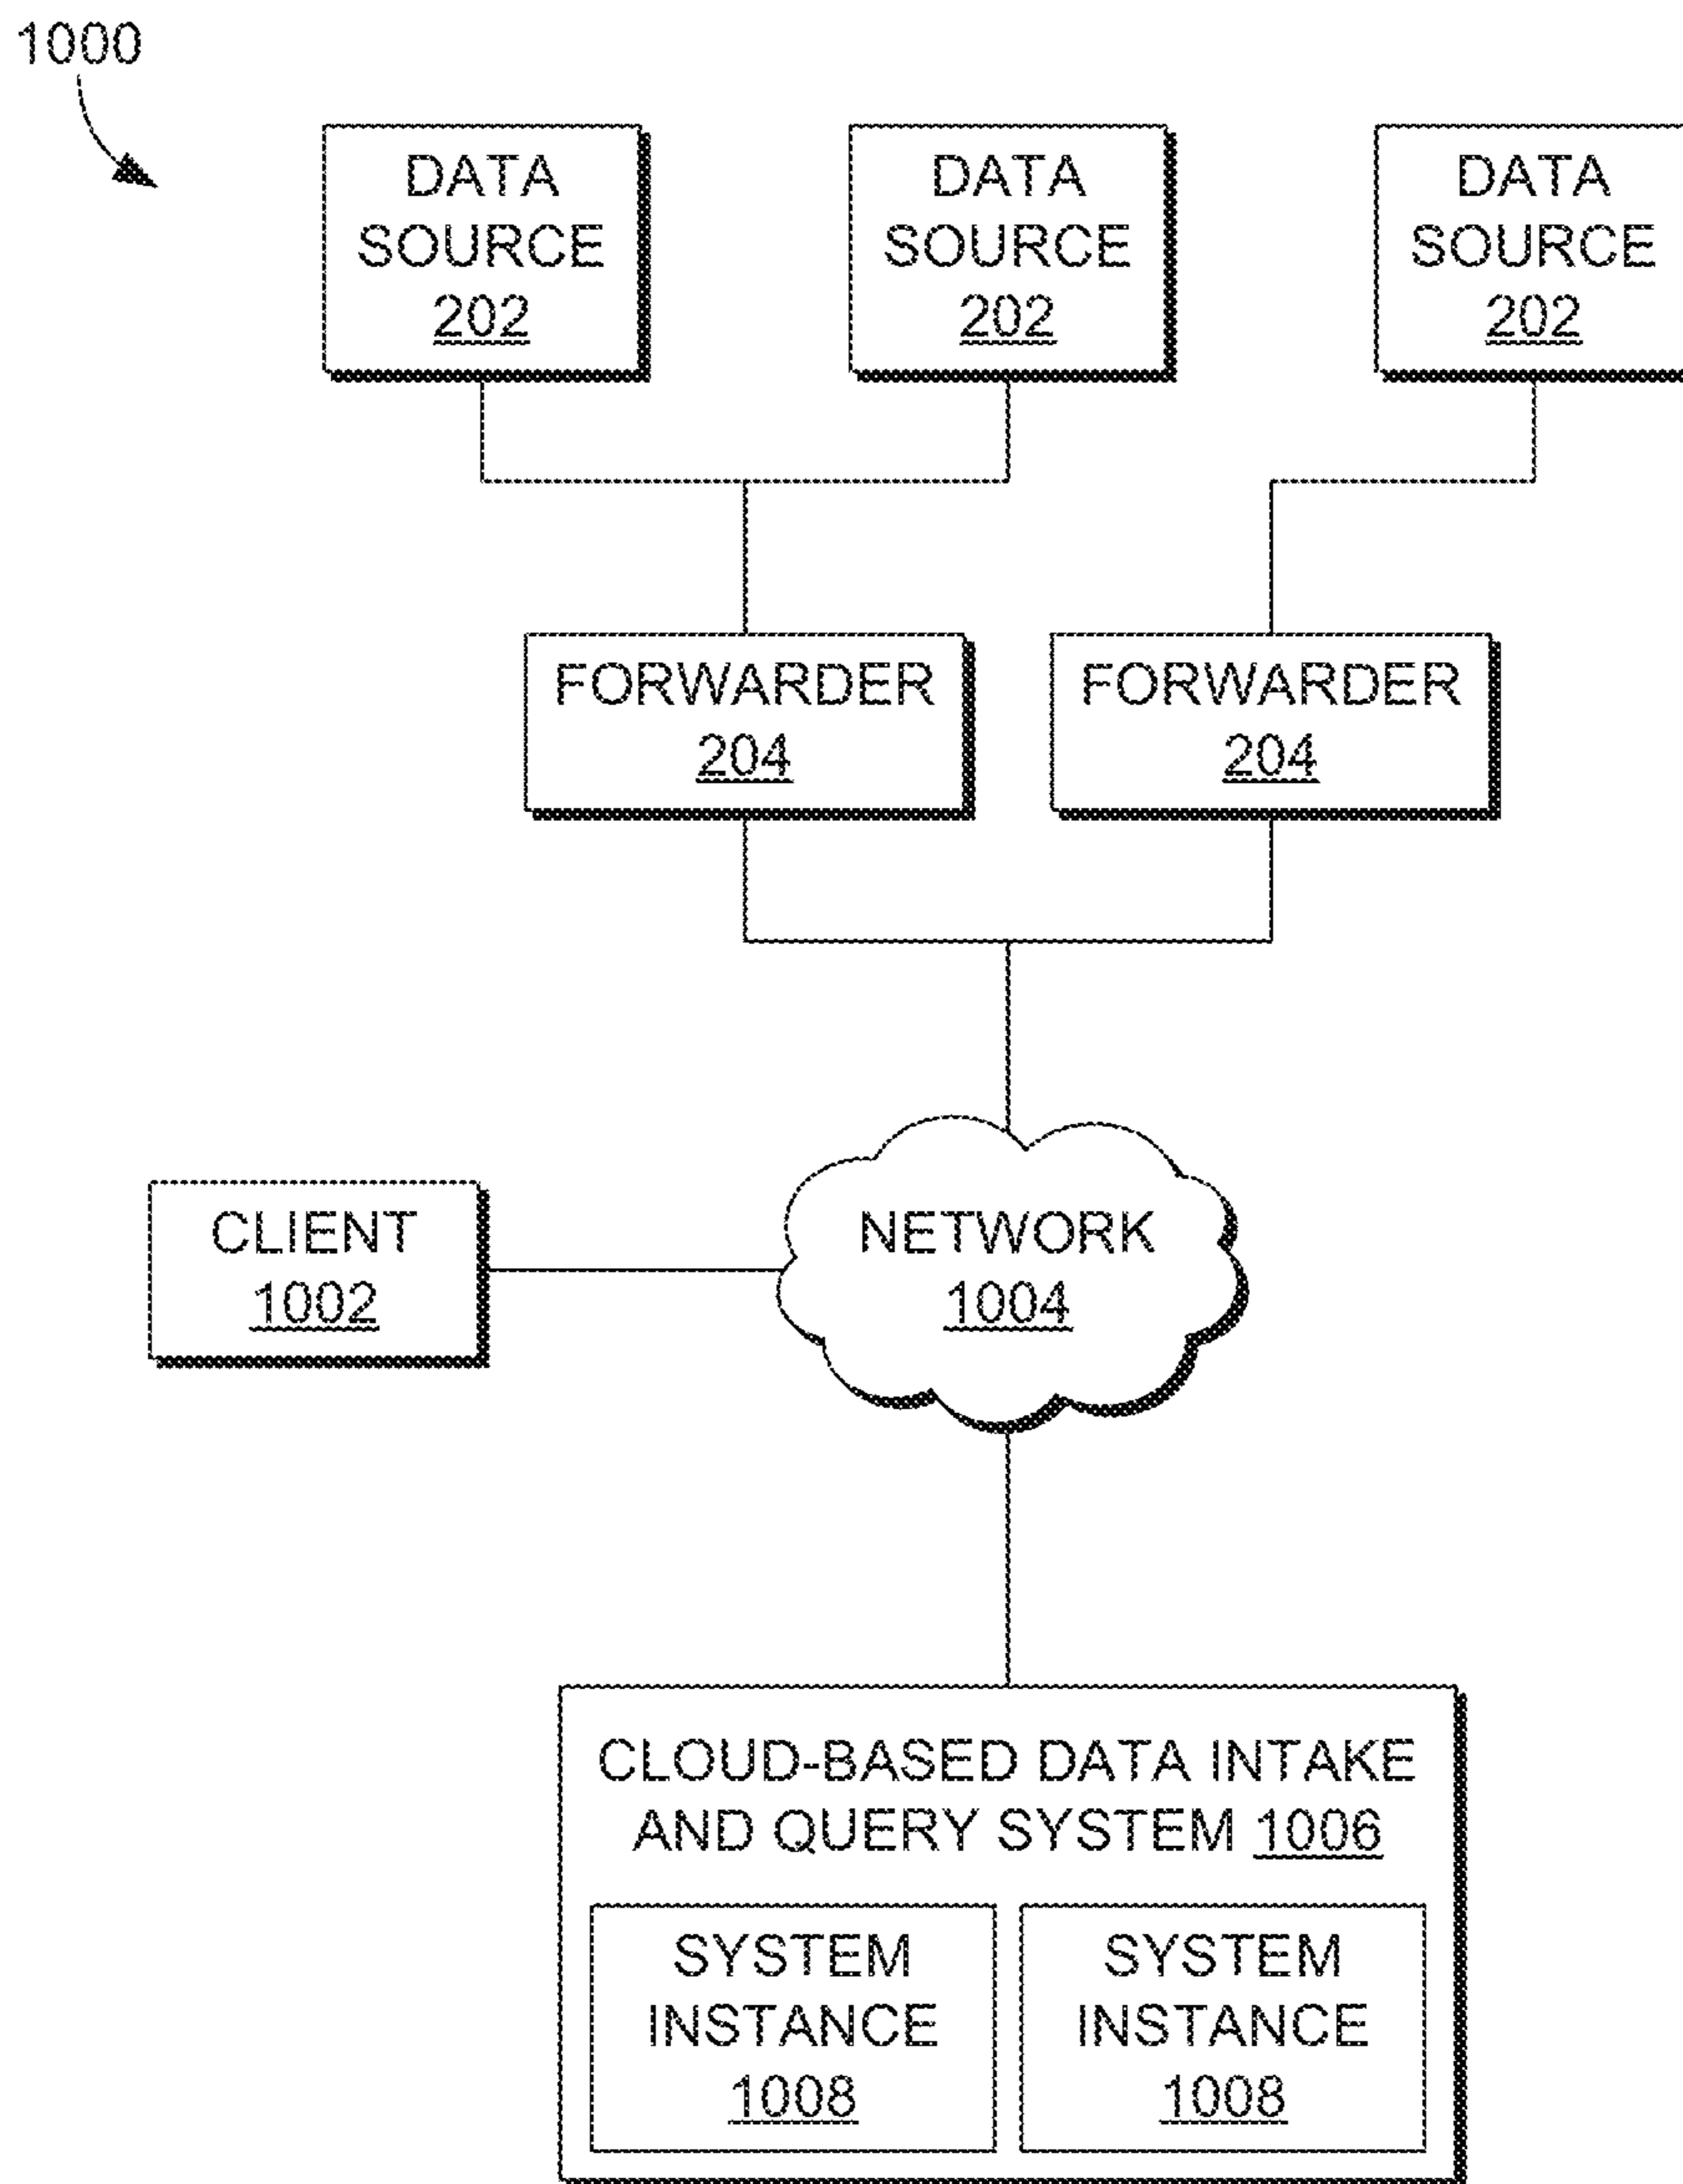 1000
DATA
SOURCE
202
DATA
SOURCE
202
DATA
SOURCE
202
FORWARDER
204
FORWARDER
204
CLIENT
1002
NETWORK
1004
CLOUD-BASED DATA INTAKE
AND QUERY SYSTEM 1006
SYSTEM
INSTANCE
1008
SYSTEM
INSTANCE
1008